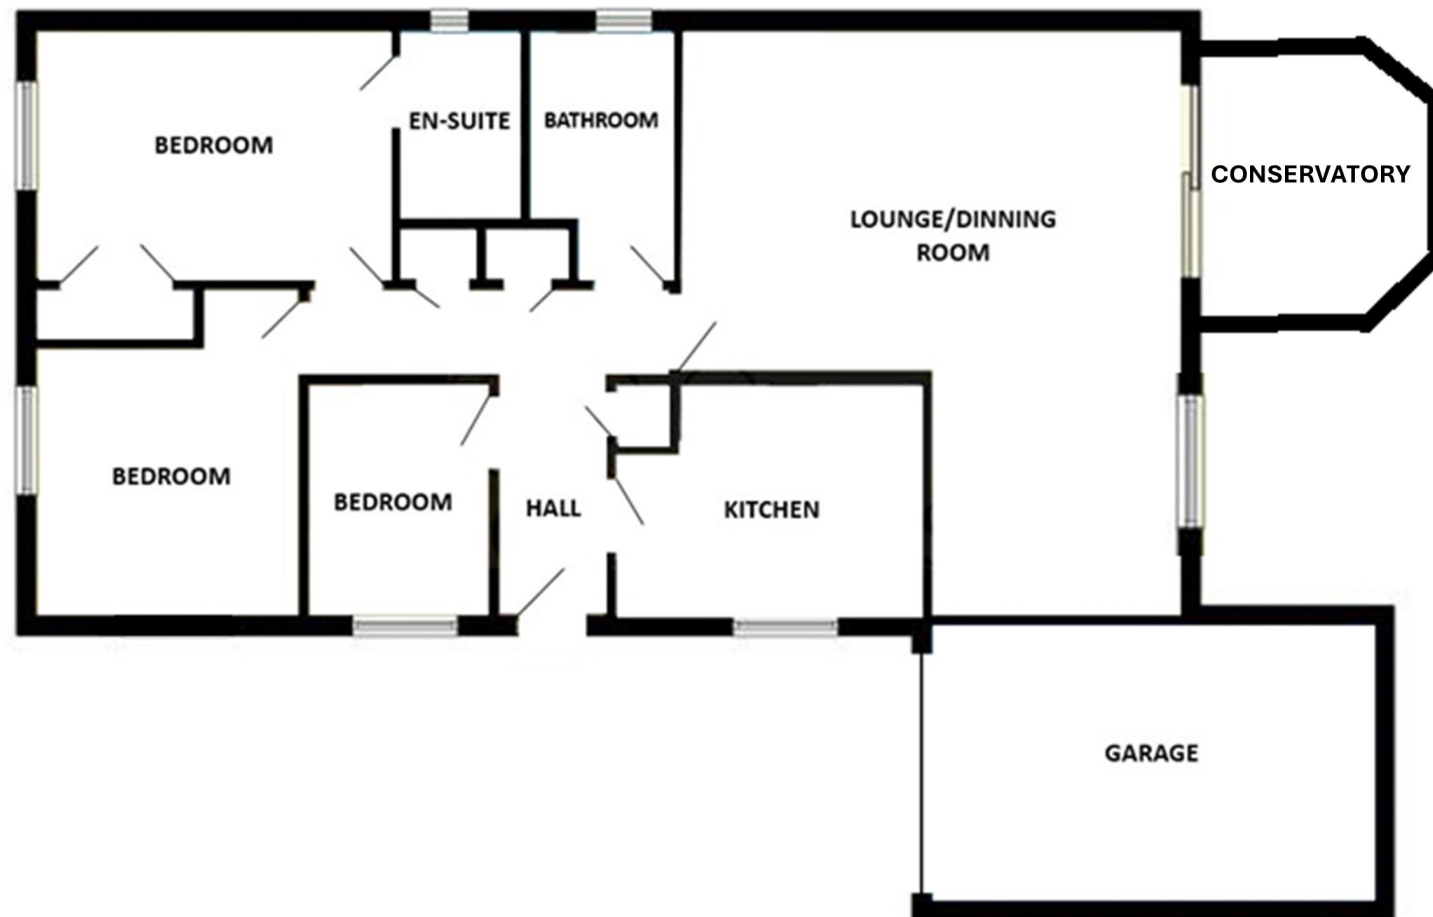 EN-SUITE
BATHROOM
BEDROOM
CONSERVATORY
LOUNGE/DINNING
ROOM
BEDROOM
BEDROOM
HALL
KITCHEN
GARAGE